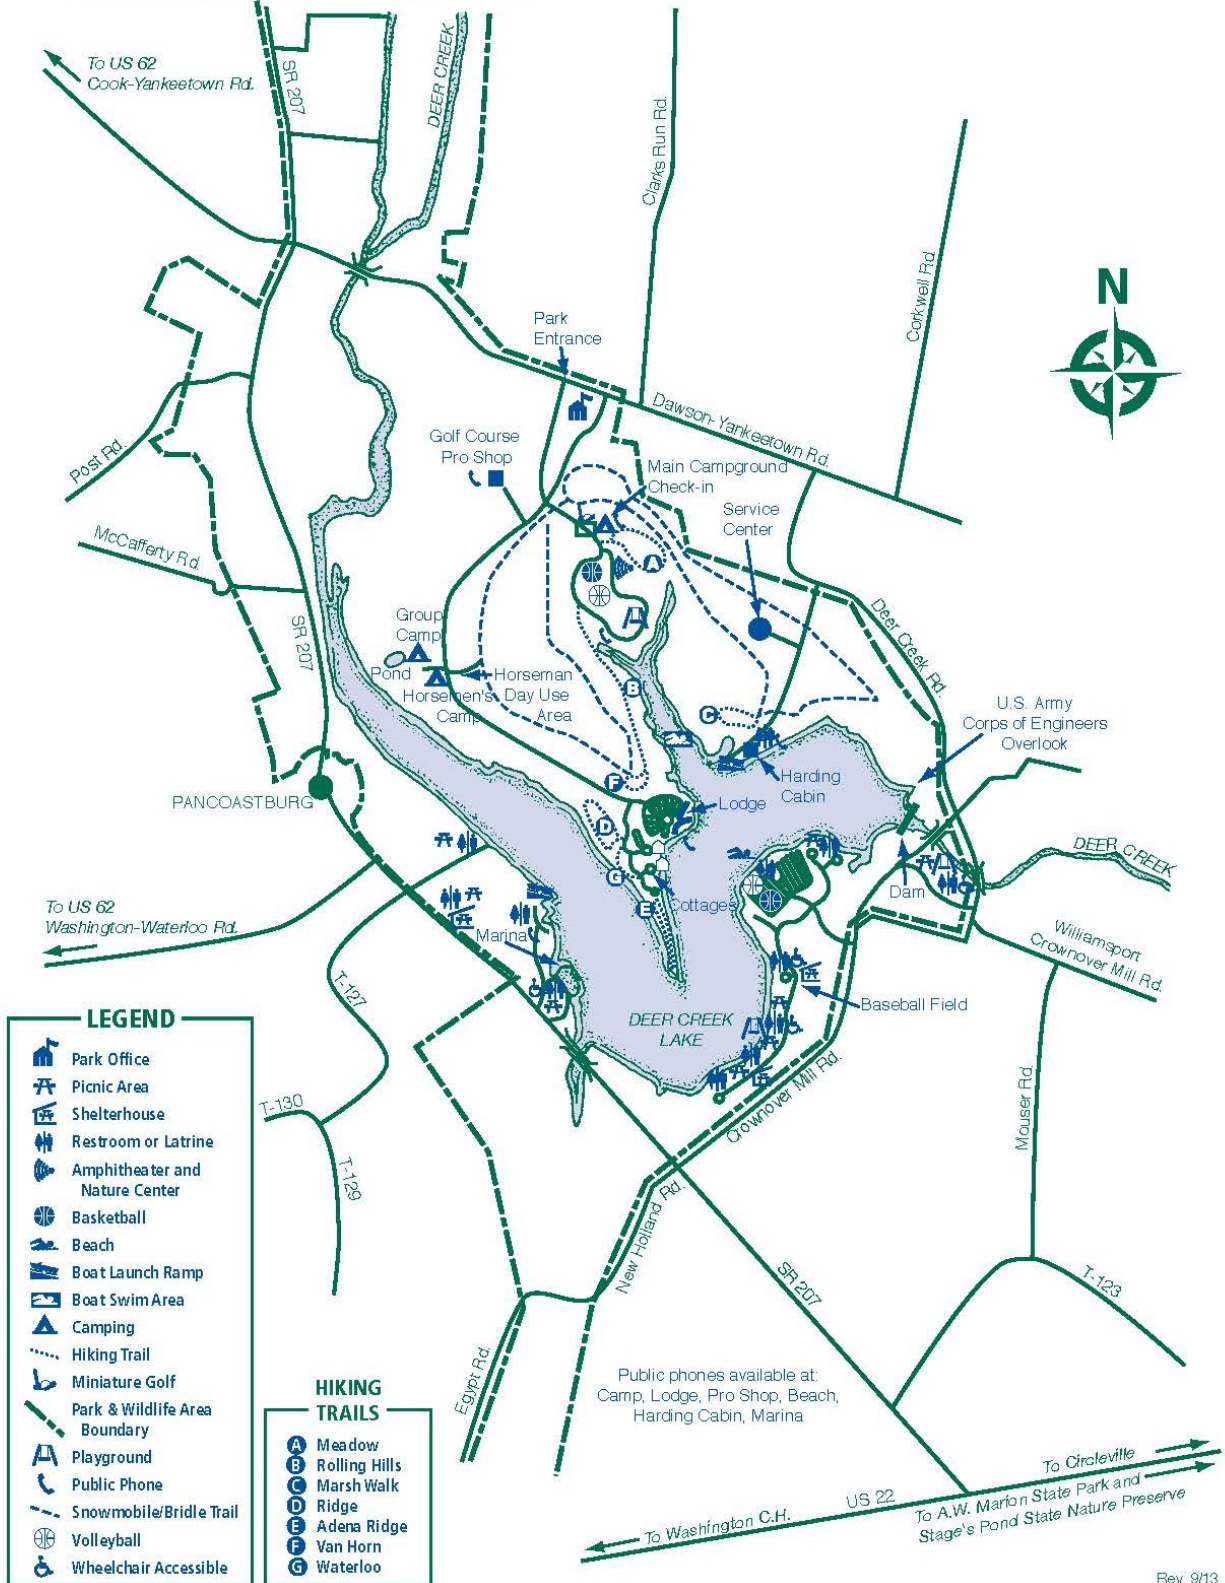 To US 62
Cook-Yankeetown Rd.
SR 207
DEER CREEK
Clarks Run Rd.
Corkwell Rd.
N
Park
Entrance
Dawson-Yankeetown Rd.
Post Rd.
Golf Course
Pro Shop
Main Campground
Check-in
Service
Center
McCafferty Rd.
A
Deer Creek Rd.
SR 207
Group
Camp
Pond
Horsemen's
Camp
Horseman
Day Use
Area
B
C
U.S. Army
Corps of Engineers
Overlook
Harding
Cabin
F
Lodge
PANCOASTBURG
D
DEER CREEK
G
Dam
Cottages
E
To US 62
Washington-Waterloo Rd.
Marina
Williamsport
Crownover Mill Rd.
T-127
Baseball Field
DEER CREEK
LAKE
Crownover Mill Rd.
Mouser Rd.
T-130
T-129
New Holland Rd.
SR 207
T-123
Egypt Rd.
Public phones available at:
Camp, Lodge, Pro Shop, Beach,
Harding Cabin, Marina
To Circleville
US 22
To A.W. Marion State Park and
Stage's Pond State Nature Preserve
To Washington C.H.
LEGEND
Park Office
Picnic Area
Shelterhouse
Restroom or Latrine
Amphitheater and
Nature Center
Basketball
Beach
Boat Launch Ramp
Boat Swim Area
Camping
Hiking Trail
Miniature Golf
Park & Wildlife Area
Boundary
Playground
Public Phone
Snowmobile/Bridle Trail
Volleyball
Wheelchair Accessible
HIKING
TRAILS
A Meadow
B Rolling Hills
C Marsh Walk
D Ridge
E Adena Ridge
F Van Horn
G Waterloo
Rev. 9/13